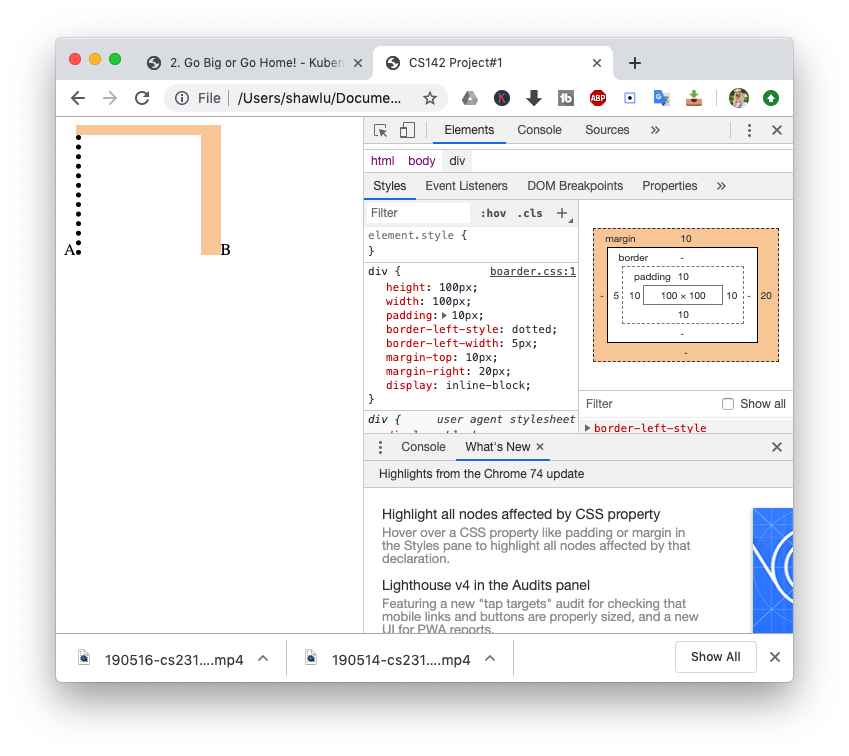 2. Go Big or Go Home! - Kuber
CS142 Project#1
File
/Users/shawlu/Docume...
K
ABP
Elements
Console
Sources
html
body
div
Styles
Event Listeners
DOM Breakpoints
Properties
Filter
:hov .cls
element.style {
}
div {
boarder.css:1
height: 100px;
width: 100px;
padding: 10px;
border-left-style: dotted;
border-left-width: 5px;
margin-top: 10px;
margin-right: 20px;
display: inline-block;
}
div {
user agent stylesheet
A
B
margin 10
border -
padding 10
- 5 10 100 × 100 10 - 20
10
-
-
Filter
Show all
border-left-style
Console
What's New
Highlights from the Chrome 74 update
Highlight all nodes affected by CSS property
Hover over a CSS property like padding or margin in
the Styles pane to highlight all nodes affected by that
declaration.
Lighthouse v4 in the Audits panel
Featuring a new "tap targets" audit for checking that
mobile links and buttons are properly sized, and a new
UI for PWA reports.
190516-cs231....mp4
190514-cs231....mp4
Show All